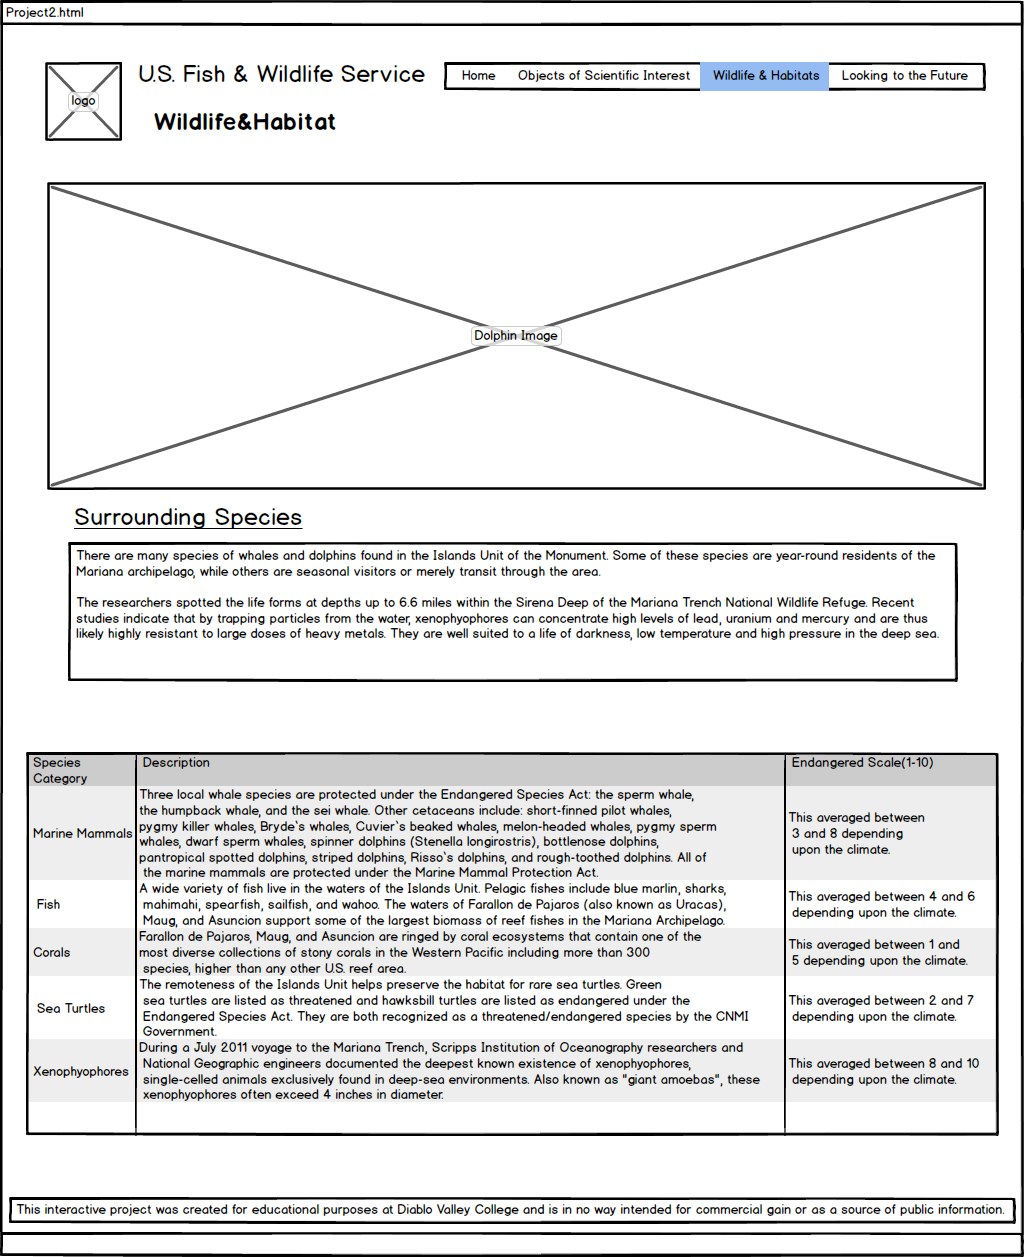 Project2.html
logo
U.S. Fish & Wildlife Service
Home Objects of Scientific Interest Wildlife & Habitats Looking to the Future
Wildlife&Habitat
Dolphin Image
Surrounding Species
There are many species of whales and dolphins found in the Islands Unit of the Monument. Some of these species are year-round residents of the
Mariana archipelago, while others are seasonal visitors or merely transit through the area.
The researchers spotted the life forms at depths up to 6.6 miles within the Sirena Deep of the Mariana Trench National Wildlife Refuge. Recent
studies indicate that by trapping particles from the water, xenophyophores can concentrate high levels of lead, uranium and mercury and are thus
likely highly resistant to large doses of heavy metals. They are well suited to a life of darkness, low temperature and high pressure in the deep sea.
Species
Category
Description
Endangered Scale(1-10)
Marine Mammals
Three local whale species are protected under the Endangered Species Act: the sperm whale,
the humpback whale, and the sei whale. Other cetaceans include: short-finned pilot whales,
pygmy killer whales, Bryde`s whales, Cuvier`s beaked whales, melon-headed whales, pygmy sperm
whales, dwarf sperm whales, spinner dolphins (Stenella longirostris), bottlenose dolphins,
pantropical spotted dolphins, striped dolphins, Risso`s dolphins, and rough-toothed dolphins. All of
the marine mammals are protected under the Marine Mammal Protection Act.
This averaged between
3 and 8 depending
upon the climate.
Fish
A wide variety of fish live in the waters of the Islands Unit. Pelagic fishes include blue marlin, sharks,
mahimahi, spearfish, sailfish, and wahoo. The waters of Farallon de Pajaros (also known as Uracas),
Maug, and Asuncion support some of the largest biomass of reef fishes in the Mariana Archipelago.
This averaged between 4 and 6
depending upon the climate.
Corals
Farallon de Pajaros, Maug, and Asuncion are ringed by coral ecosystems that contain one of the
most diverse collections of stony corals in the Western Pacific including more than 300
species, higher than any other U.S. reef area.
This averaged between 1 and
5 depending upon the climate.
Sea Turtles
The remoteness of the Islands Unit helps preserve the habitat for rare sea turtles. Green
sea turtles are listed as threatened and hawksbill turtles are listed as endangered under the
Endangered Species Act. They are both recognized as a threatened/endangered species by the CNMI
Government.
This averaged between 2 and 7
depending upon the climate.
Xenophyophores
During a July 2011 voyage to the Mariana Trench, Scripps Institution of Oceanography researchers and
National Geographic engineers documented the deepest known existence of xenophyophores,
single-celled animals exclusively found in deep-sea environments. Also known as "giant amoebas", these
xenophyophores often exceed 4 inches in diameter.
This averaged between 8 and 10
depending upon the climate.
This interactive project was created for educational purposes at Diablo Valley College and is in no way intended for commercial gain or as a source of public information.